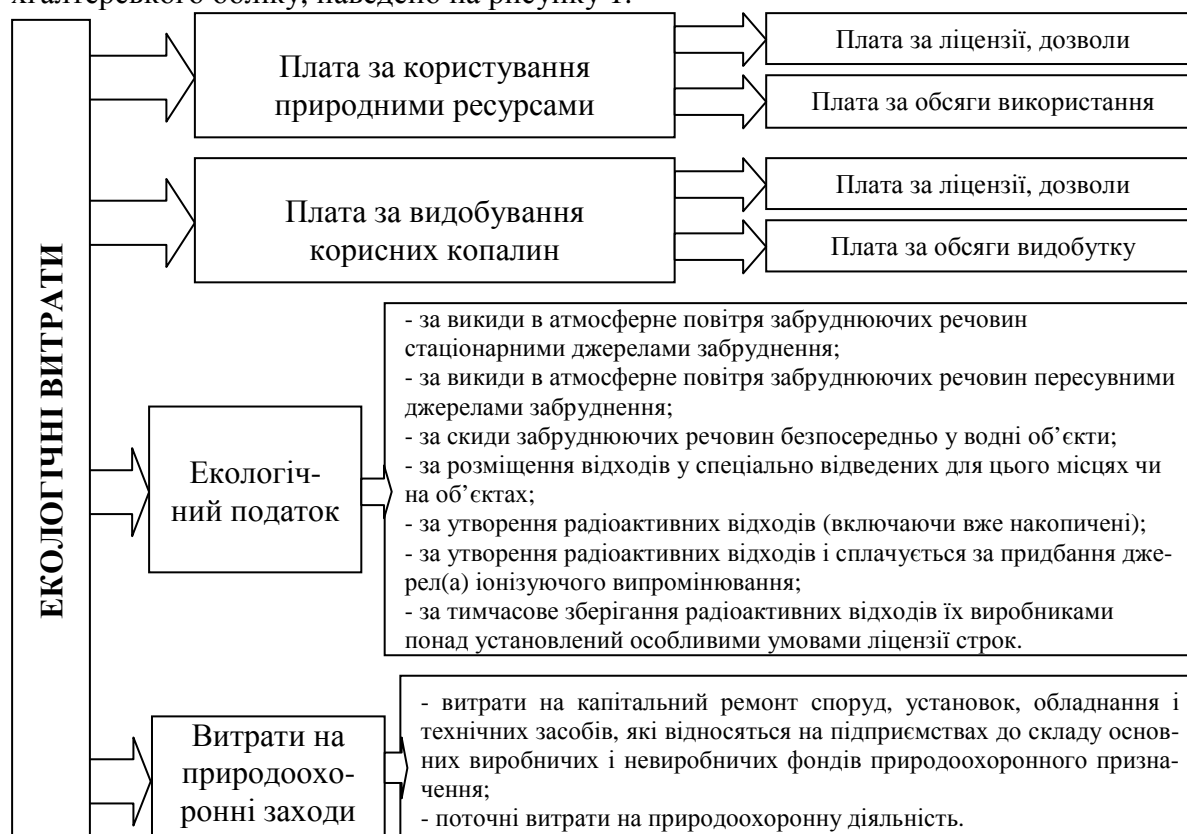 хгалтерського обліку, наведено на рисунку 1.
ЕКОЛОГІЧНІ ВИТРАТИ
Плата за користування
природними ресурсами
Плата за ліцензії, дозволи
Плата за обсяги використання
Плата за видобування
корисних копалин
Плата за ліцензії, дозволи
Плата за обсяги видобутку
Екологіч-
ний податок
- за викиди в атмосферне повітря забруднюючих речовин
стаціонарними джерелами забруднення;
- за викиди в атмосферне повітря забруднюючих речовин пересувними
джерелами забруднення;
- за скиди забруднюючих речовин безпосередньо у водні об’єкти;
- за розміщення відходів у спеціально відведених для цього місцях чи
на об’єктах;
- за утворення радіоактивних відходів (включаючи вже накопичені);
- за утворення радіоактивних відходів і сплачується за придбання дже-
рел(а) іонізуючого випромінювання;
- за тимчасове зберігання радіоактивних відходів їх виробниками
понад установлений особливими умовами ліцензії строк.
Витрати на
природоохо-
ронні заходи
- витрати на капітальний ремонт споруд, установок, обладнання і
технічних засобів, які відносяться на підприємствах до складу основ-
них виробничих і невиробничих фондів природоохоронного призна-
чення;
- поточні витрати на природоохоронну діяльність.